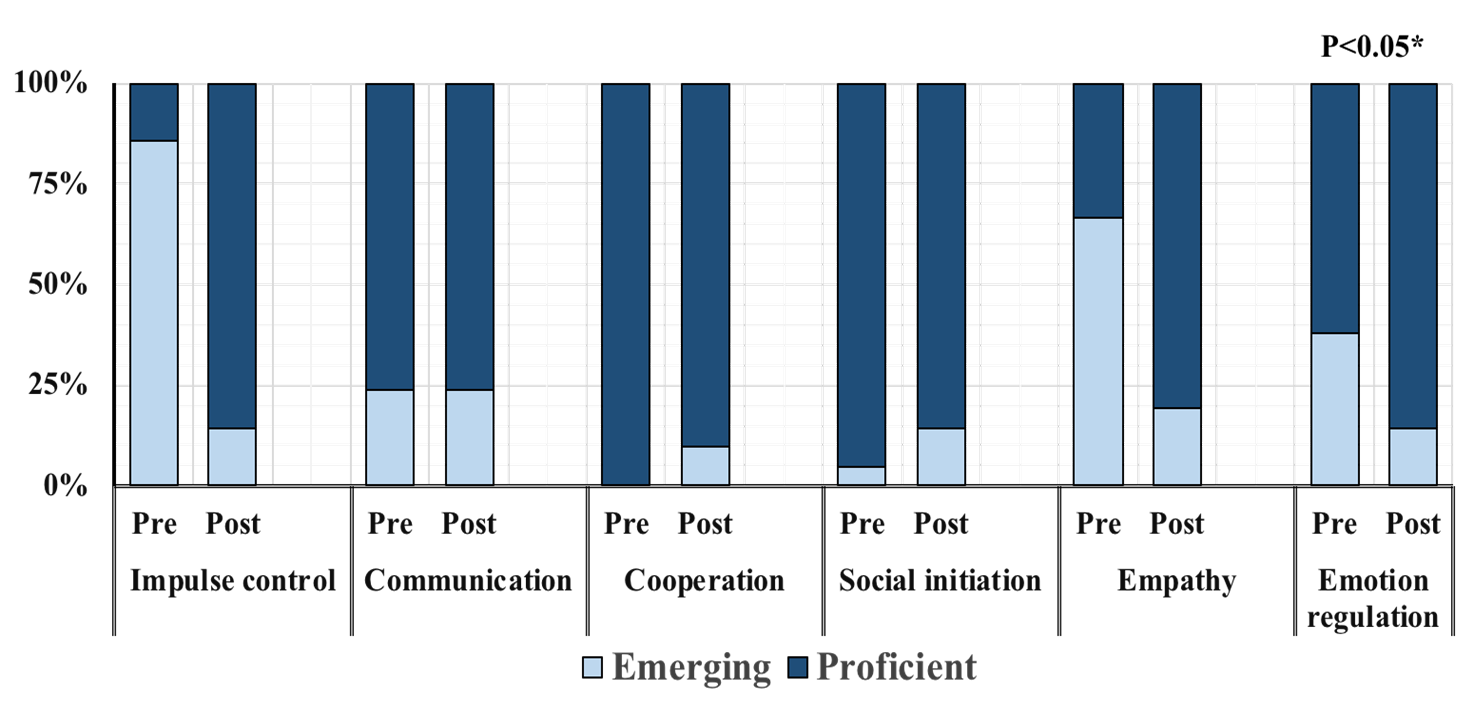 P<0.05*
100%
75%
50%
25%
0%
Pre Post Pre Post Pre Post Pre Post Pre Post Pre Post
Impulse control Communication Cooperation Social initiation Empathy Emotion
regulation
Emerging Proficient